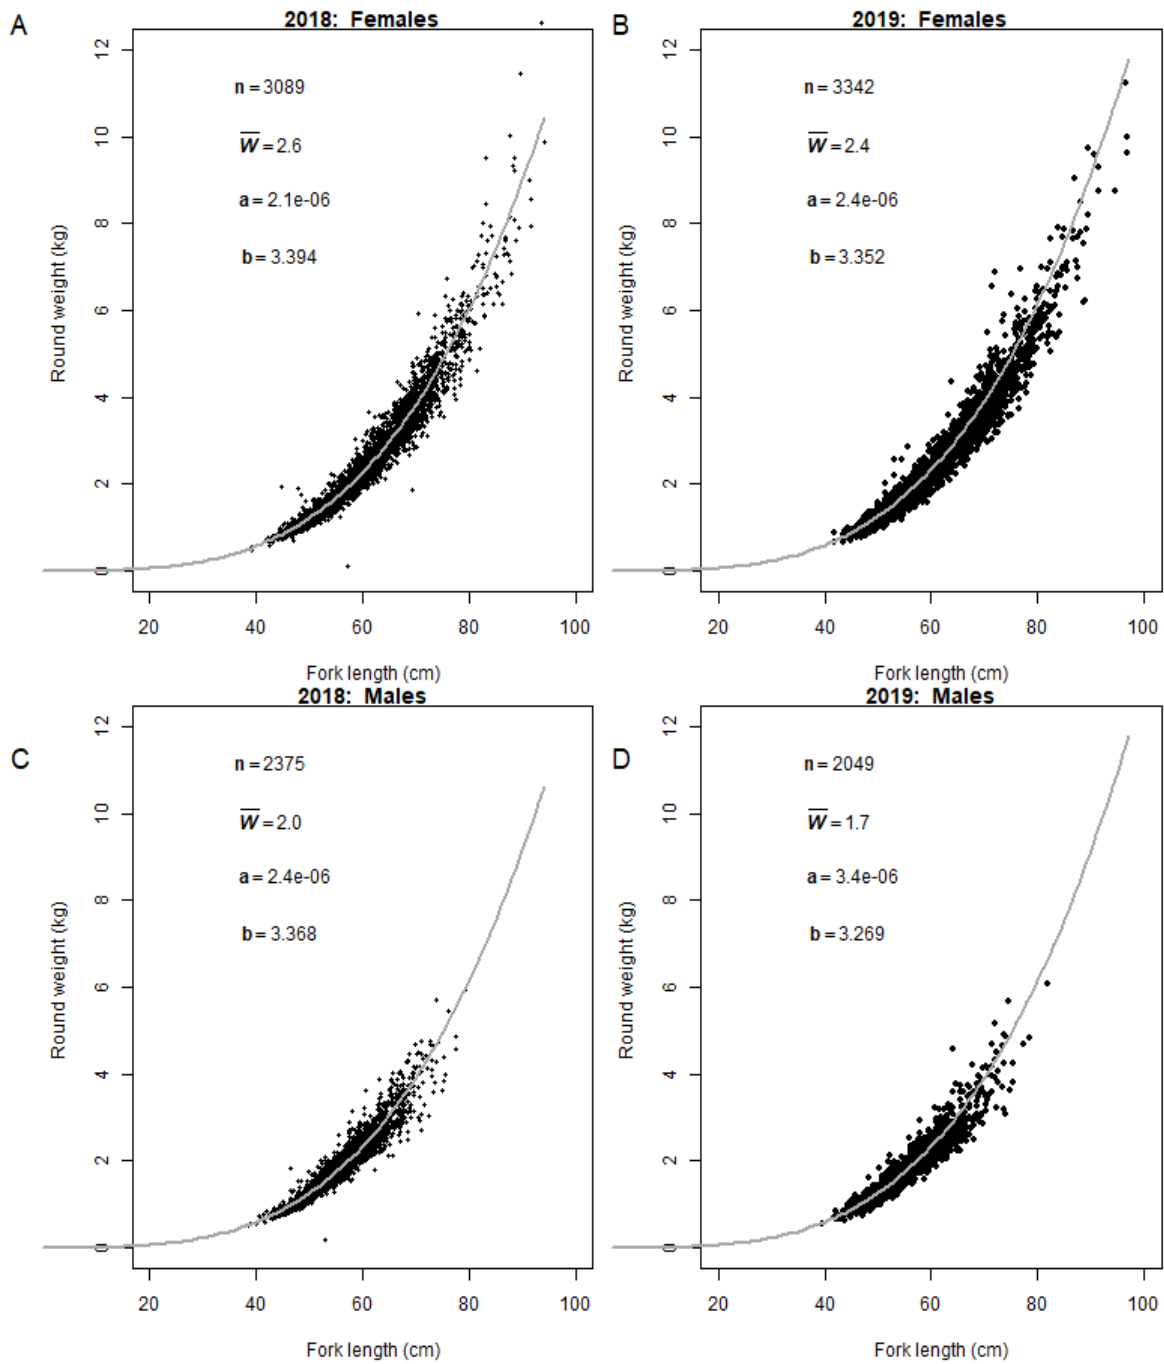 A
2018: Females
n = 3089
W = 2.6
a = 2.1e-06
b = 3.394
Round weight (kg)
0 2 4 6 8 10 12
20 40 60 80 100
Fork length (cm)
B
2019: Females
n = 3342
W = 2.4
a = 2.4e-06
b = 3.352
Round weight (kg)
0 2 4 6 8 10 12
20 40 60 80 100
Fork length (cm)
C
2018: Males
n = 2375
W = 2.0
a = 2.4e-06
b = 3.368
Round weight (kg)
0 2 4 6 8 10 12
20 40 60 80 100
Fork length (cm)
D
2019: Males
n = 2049
W = 1.7
a = 3.4e-06
b = 3.269
Round weight (kg)
0 2 4 6 8 10 12
20 40 60 80 100
Fork length (cm)